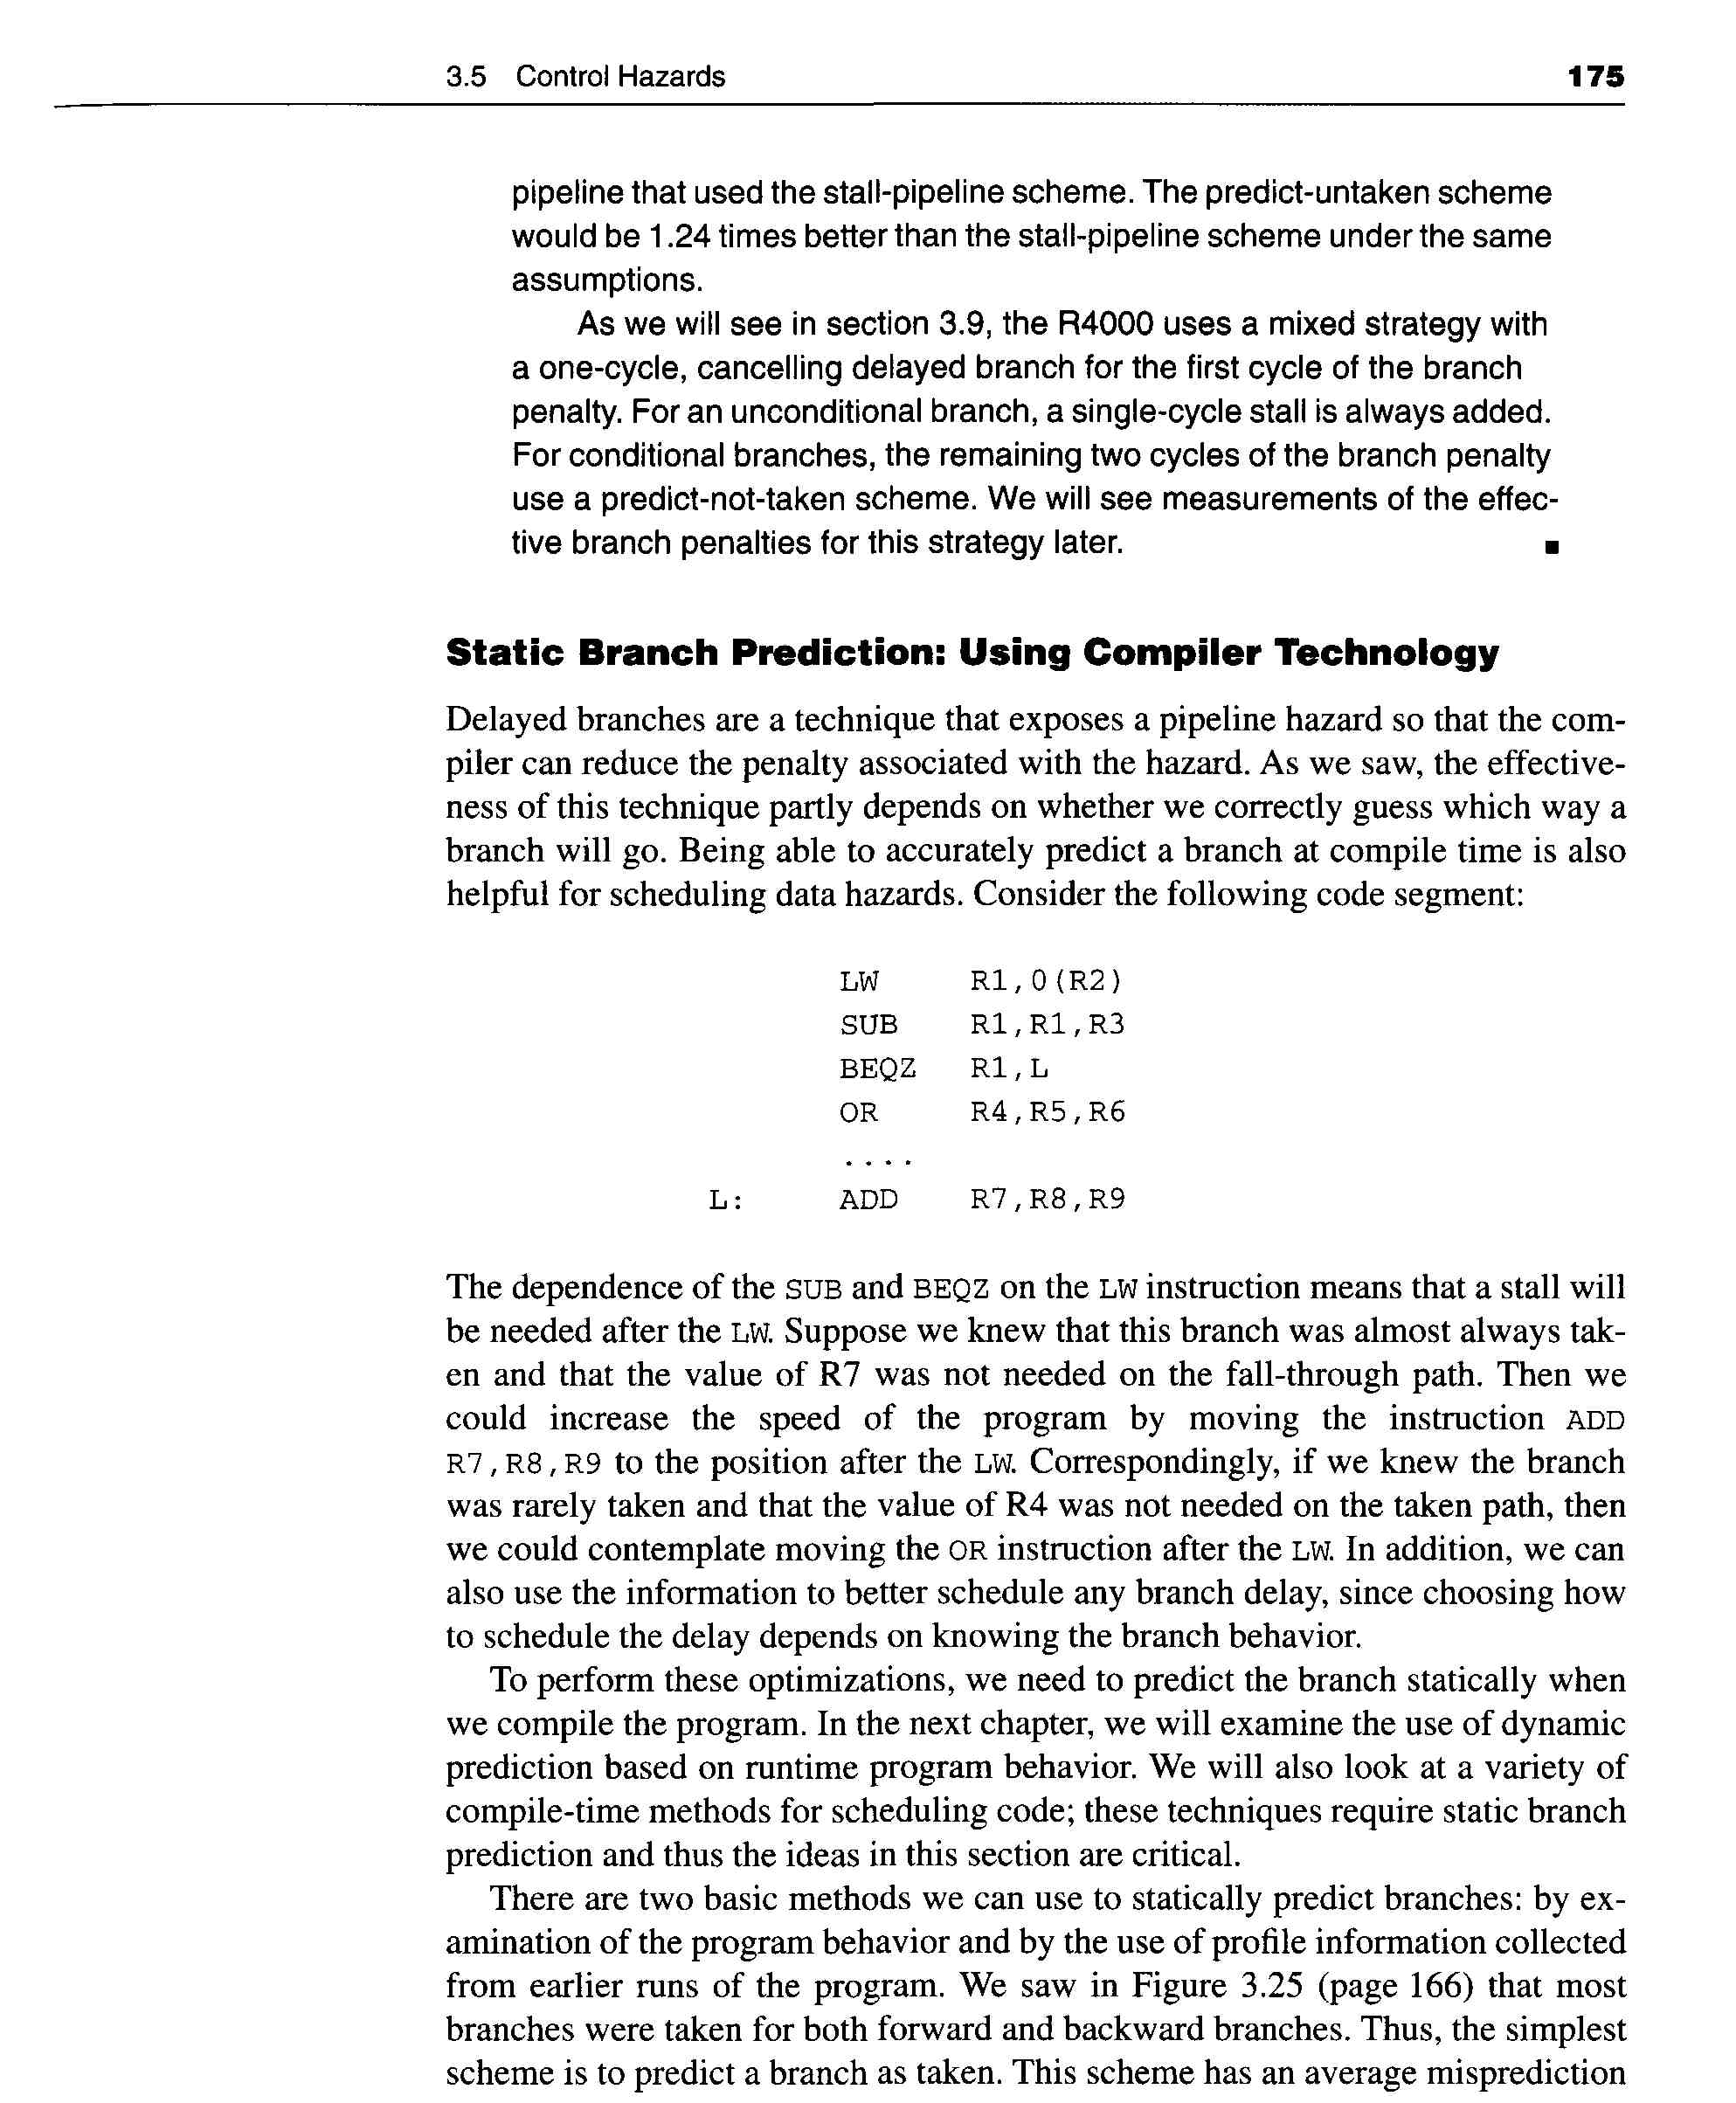 3.5 Control Hazards 175
pipeline that used the stall-pipeline scheme. The predict-untaken scheme
would be 1.24 times better than the stall-pipeline scheme under the same
assumptions.
As we will see in section 3.9, the R4000 uses a mixed strategy with
a one-cycle, cancelling delayed branch for the first cycle of the branch
penalty. For an unconditional branch, a single-cycle stall is always added.
For conditional branches, the remaining two cycles of the branch penalty
use a predict-not-taken scheme. We will see measurements of the effec-
tive branch penalties for this strategy later. ■
Static Branch Prediction: Using Compiler Technology
Delayed branches are a technique that exposes a pipeline hazard so that the com-
piler can reduce the penalty associated with the hazard. As we saw, the effective-
ness of this technique partly depends on whether we correctly guess which way a
branch will go. Being able to accurately predict a branch at compile time is also
helpful for scheduling data hazards. Consider the following code segment:
LW R1,0(R2)
SUB R1,R1,R3
BEQZ R1,L
OR R4,R5,R6
....
L: ADD R7,R8,R9
The dependence of the SUB and BEQZ on the LW instruction means that a stall will
be needed after the LW. Suppose we knew that this branch was almost always tak-
en and that the value of R7 was not needed on the fall-through path. Then we
could increase the speed of the program by moving the instruction ADD
R7,R8,R9 to the position after the LW. Correspondingly, if we knew the branch
was rarely taken and that the value of R4 was not needed on the taken path, then
we could contemplate moving the OR instruction after the LW. In addition, we can
also use the information to better schedule any branch delay, since choosing how
to schedule the delay depends on knowing the branch behavior.
To perform these optimizations, we need to predict the branch statically when
we compile the program. In the next chapter, we will examine the use of dynamic
prediction based on runtime program behavior. We will also look at a variety of
compile-time methods for scheduling code; these techniques require static branch
prediction and thus the ideas in this section are critical.
There are two basic methods we can use to statically predict branches: by ex-
amination of the program behavior and by the use of profile information collected
from earlier runs of the program. We saw in Figure 3.25 (page 166) that most
branches were taken for both forward and backward branches. Thus, the simplest
scheme is to predict a branch as taken. This scheme has an average misprediction